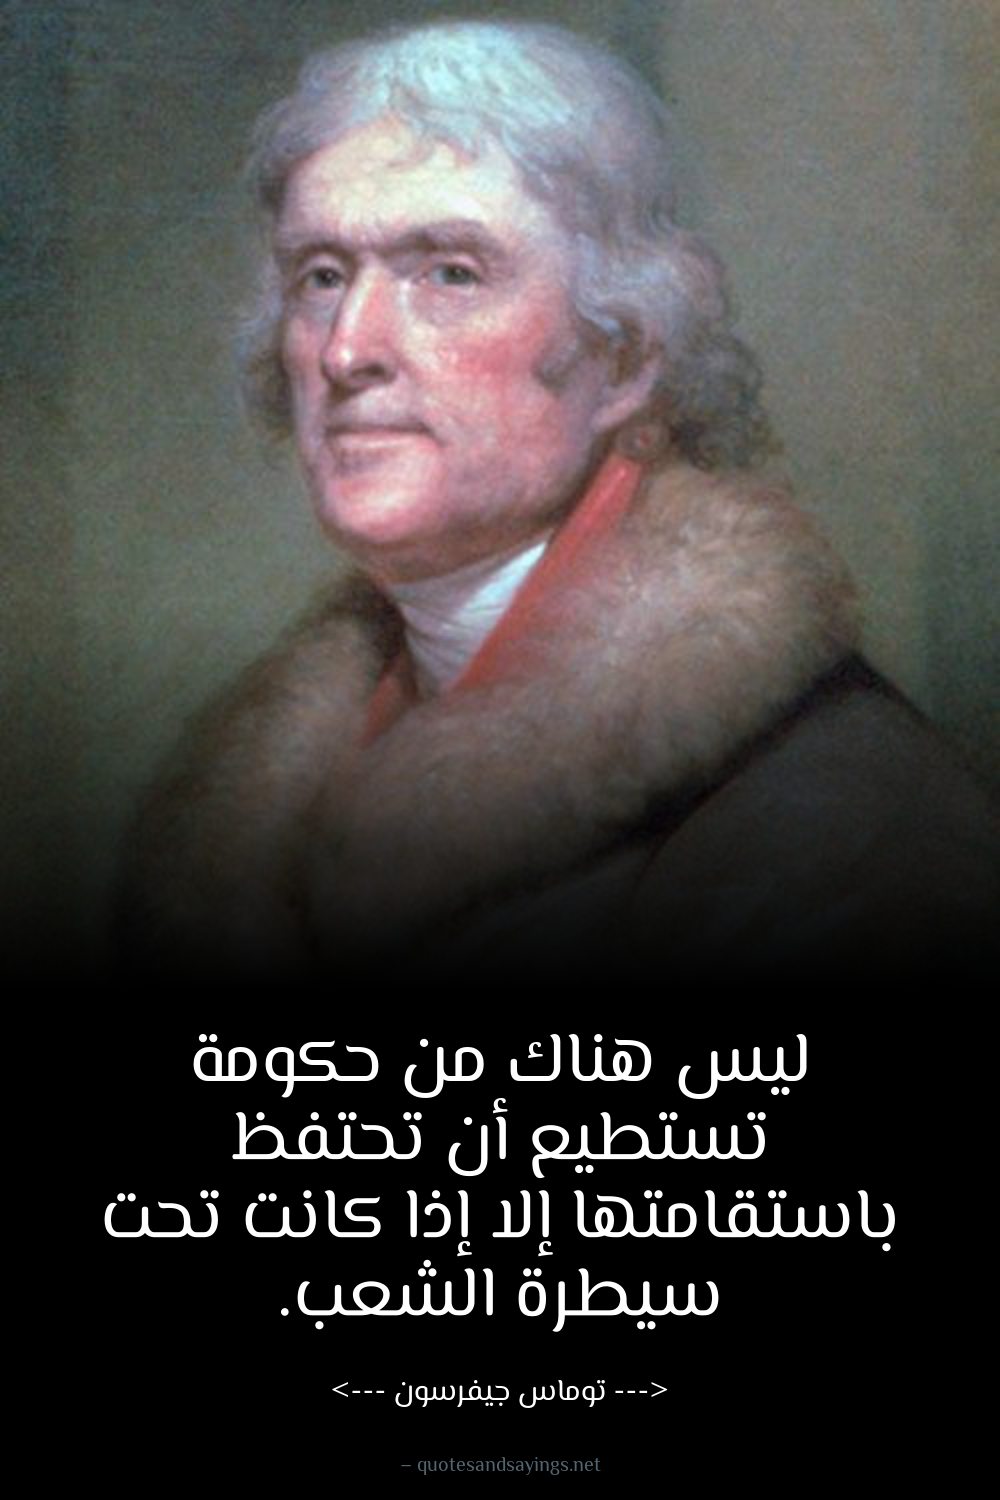 ليس هناك من حكومة
تستطيع أن تحتفظ
باستقامتها إلا إذا كانت تحت
سيطرة الشعب.
<--- توماس جيفرسون --->
– quotesandsayings.net